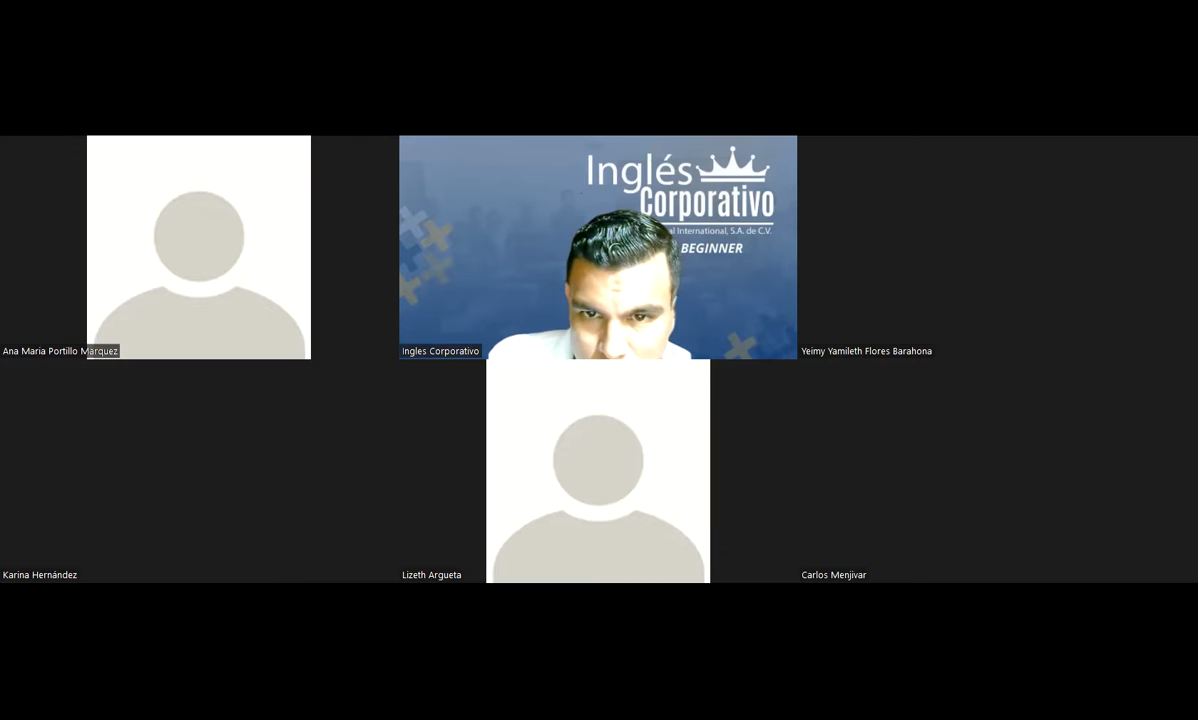 Inglés
Corporativo
al International, S.A. de C.V.
BEGINNER
Ana Maria Portillo Marquez
Ingles Corporativo
Yeimy Yamileth Flores Barahona
Karina Hernández
Lizeth Argueta
Carlos Menjivar